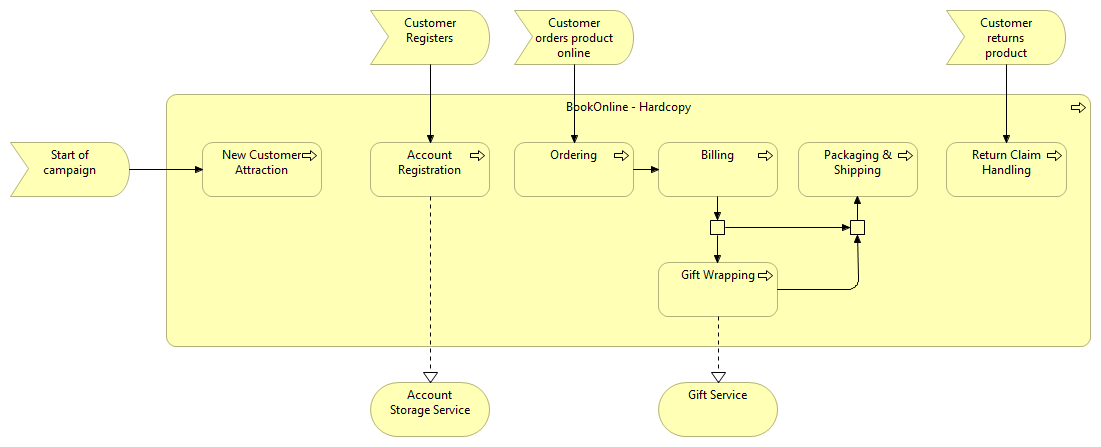 Customer
Registers
Customer
orders product
online
Customer
returns
product
BookOnline - Hardcopy
Start of
campaign
New Customer
Attraction
Account
Registration
Ordering
Billing
Packaging &
Shipping
Return Claim
Handling
Gift Wrapping
Account
Storage Service
Gift Service